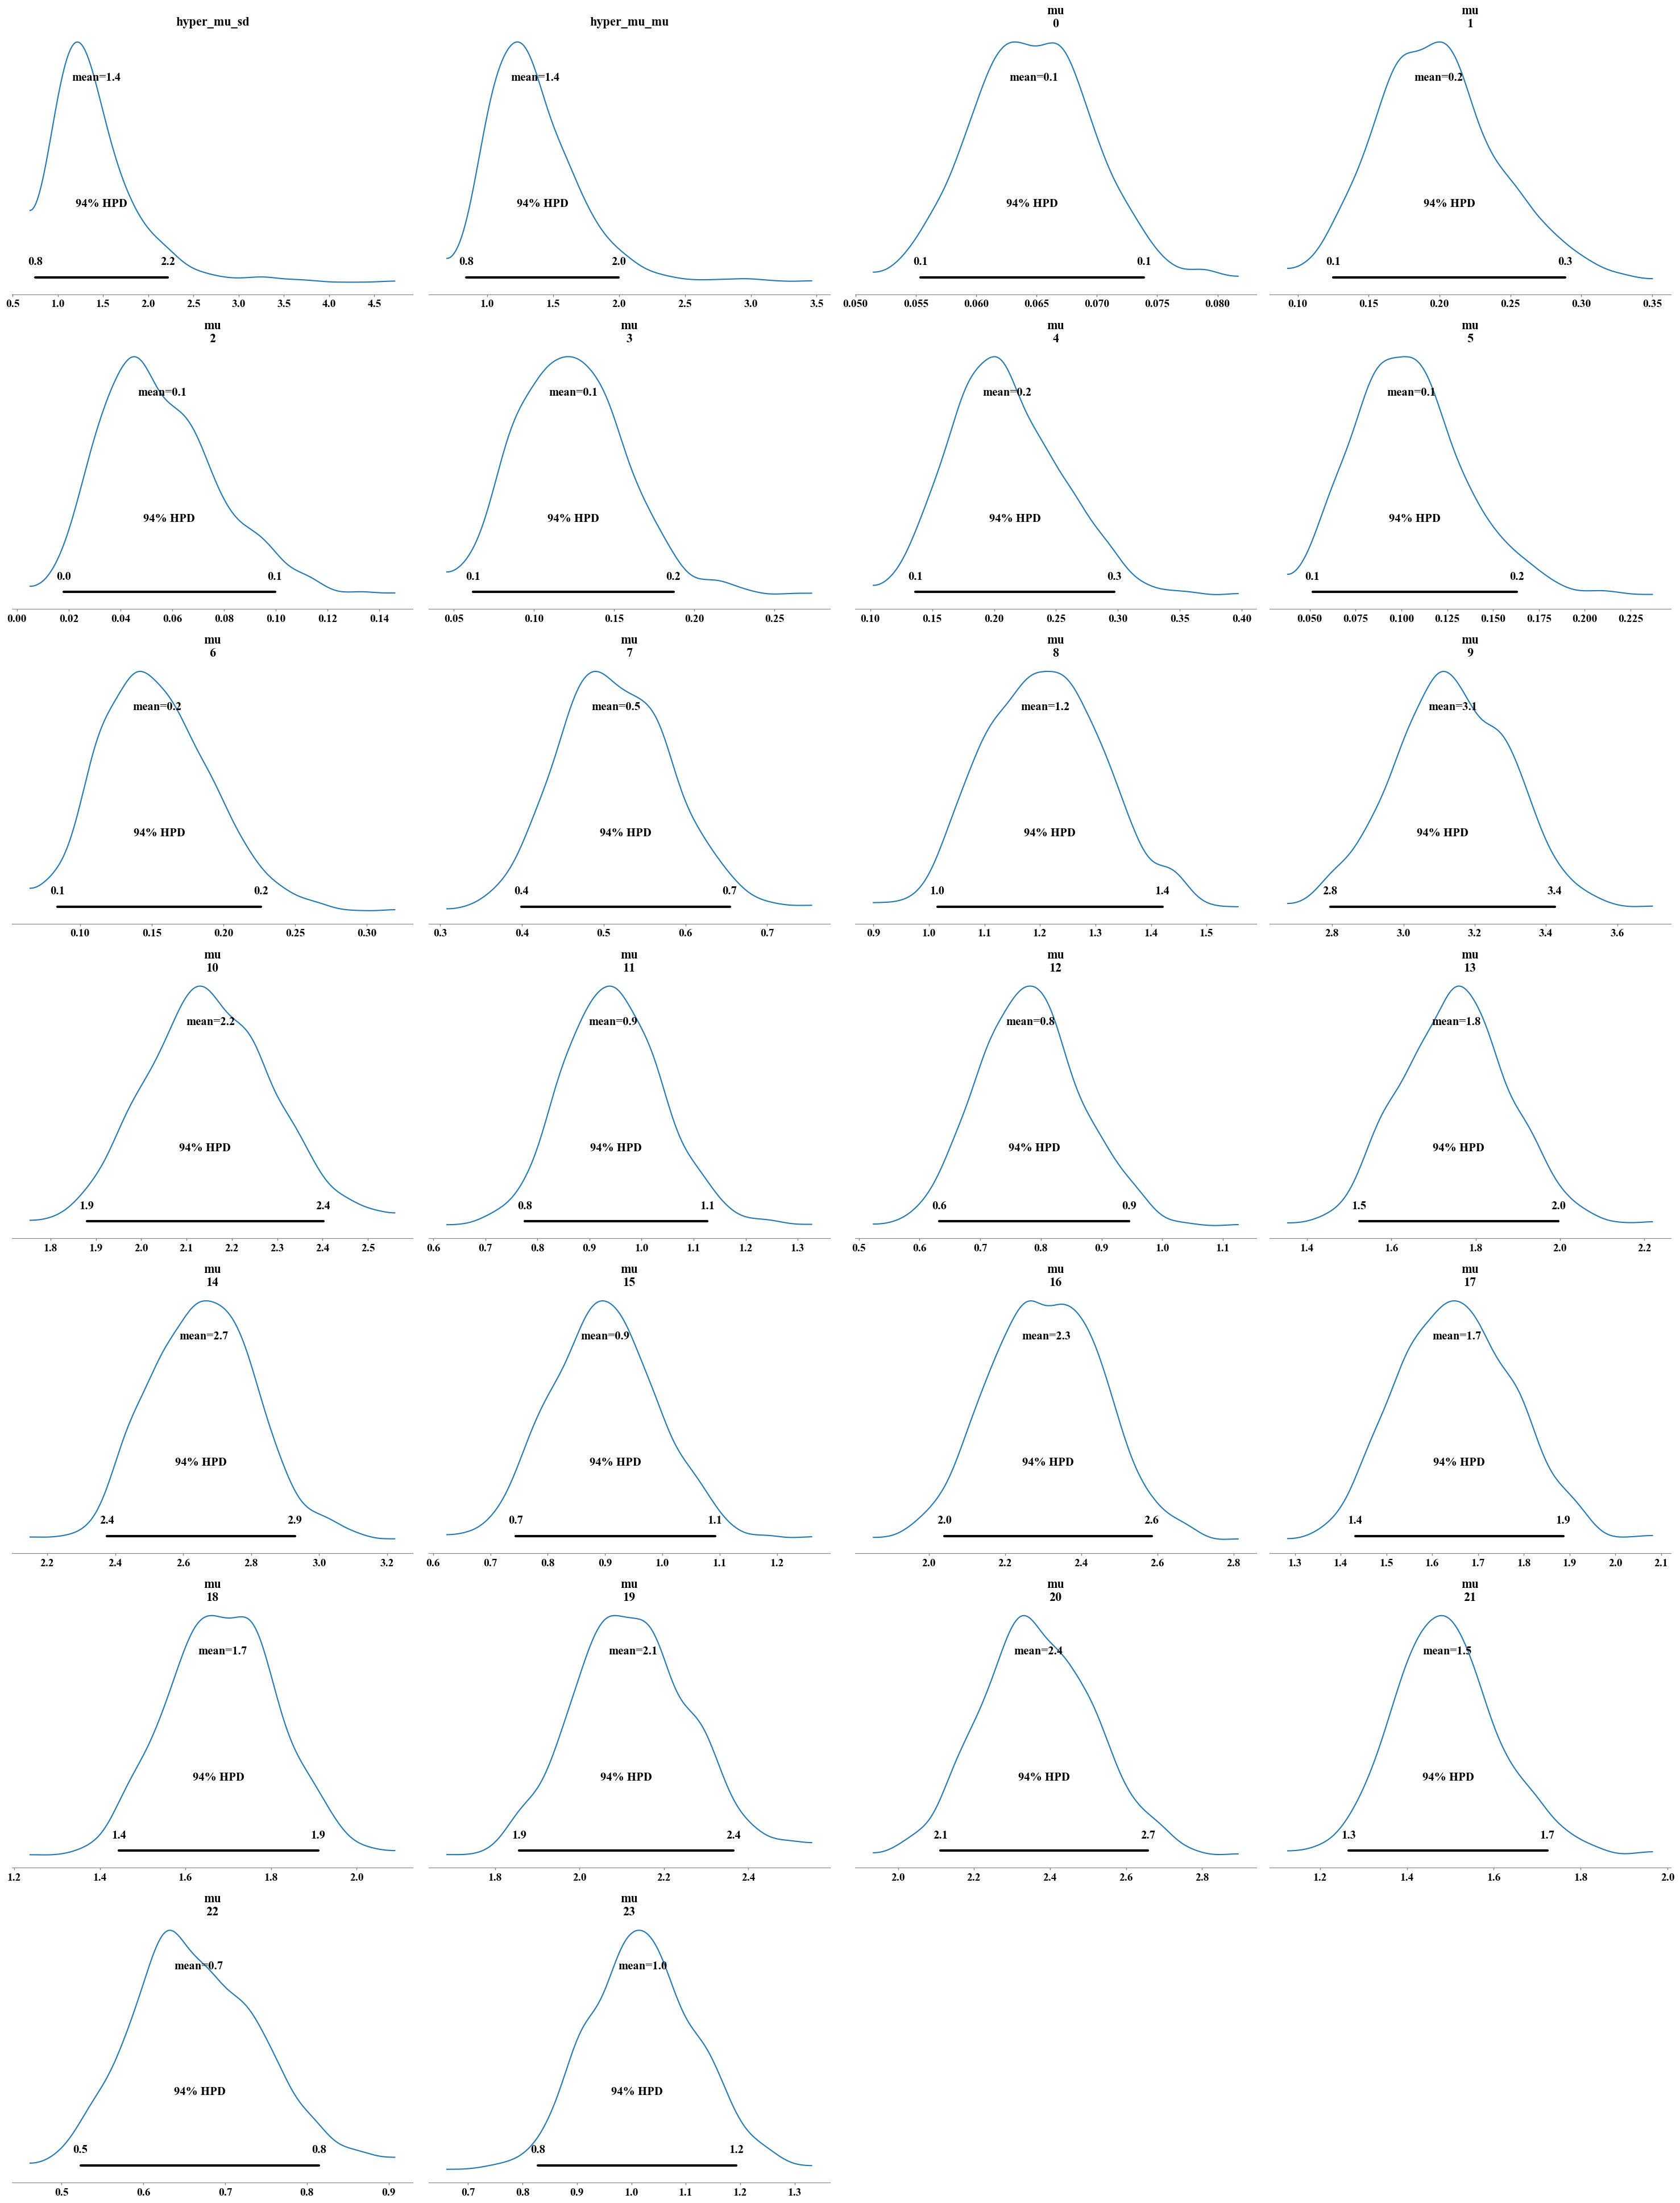 hyper_mu_sd
mean=1.4
94% HPD
0.8 2.2
0.5 1.0 1.5 2.0 2.5 3.0 3.5 4.0 4.5
hyper_mu_mu
mean=1.4
94% HPD
0.8 2.0
1.0 1.5 2.0 2.5 3.0 3.5
mu
0
mean=0.1
94% HPD
0.1 0.1
0.050 0.055 0.060 0.065 0.070 0.075 0.080
mu
1
mean=0.2
94% HPD
0.1 0.3
0.10 0.15 0.20 0.25 0.30 0.35
mu
2
mean=0.1
94% HPD
0.0 0.1
0.00 0.02 0.04 0.06 0.08 0.10 0.12 0.14
mu
3
mean=0.1
94% HPD
0.1 0.2
0.05 0.10 0.15 0.20 0.25
mu
4
mean=0.2
94% HPD
0.1 0.3
0.10 0.15 0.20 0.25 0.30 0.35 0.40
mu
5
mean=0.1
94% HPD
0.1 0.2
0.050 0.075 0.100 0.125 0.150 0.175 0.200 0.225
mu
6
mean=0.2
94% HPD
0.1 0.2
0.10 0.15 0.20 0.25 0.30
mu
7
mean=0.5
94% HPD
0.4 0.7
0.3 0.4 0.5 0.6 0.7
mu
8
mean=1.2
94% HPD
1.0 1.4
0.9 1.0 1.1 1.2 1.3 1.4 1.5
mu
9
mean=3.1
94% HPD
2.8 3.4
2.8 3.0 3.2 3.4 3.6
mu
10
mean=2.2
94% HPD
1.9 2.4
1.8 1.9 2.0 2.1 2.2 2.3 2.4 2.5
mu
11
mean=0.9
94% HPD
0.8 1.1
0.6 0.7 0.8 0.9 1.0 1.1 1.2 1.3
mu
12
mean=0.8
94% HPD
0.6 0.9
0.5 0.6 0.7 0.8 0.9 1.0 1.1
mu
13
mean=1.8
94% HPD
1.5 2.0
1.4 1.6 1.8 2.0 2.2
mu
14
mean=2.7
94% HPD
2.4 2.9
2.2 2.4 2.6 2.8 3.0 3.2
mu
15
mean=0.9
94% HPD
0.7 1.1
0.6 0.7 0.8 0.9 1.0 1.1 1.2
mu
16
mean=2.3
94% HPD
2.0 2.6
2.0 2.2 2.4 2.6 2.8
mu
17
mean=1.7
94% HPD
1.4 1.9
1.3 1.4 1.5 1.6 1.7 1.8 1.9 2.0 2.1
mu
18
mean=1.7
94% HPD
1.4 1.9
1.2 1.4 1.6 1.8 2.0
mu
19
mean=2.1
94% HPD
1.9 2.4
1.8 2.0 2.2 2.4
mu
20
mean=2.4
94% HPD
2.1 2.7
2.0 2.2 2.4 2.6 2.8
mu
21
mean=1.5
94% HPD
1.3 1.7
1.2 1.4 1.6 1.8 2.0
mu
22
mean=0.7
94% HPD
0.5 0.8
0.5 0.6 0.7 0.8 0.9
mu
23
mean=1.0
94% HPD
0.8 1.2
0.7 0.8 0.9 1.0 1.1 1.2 1.3